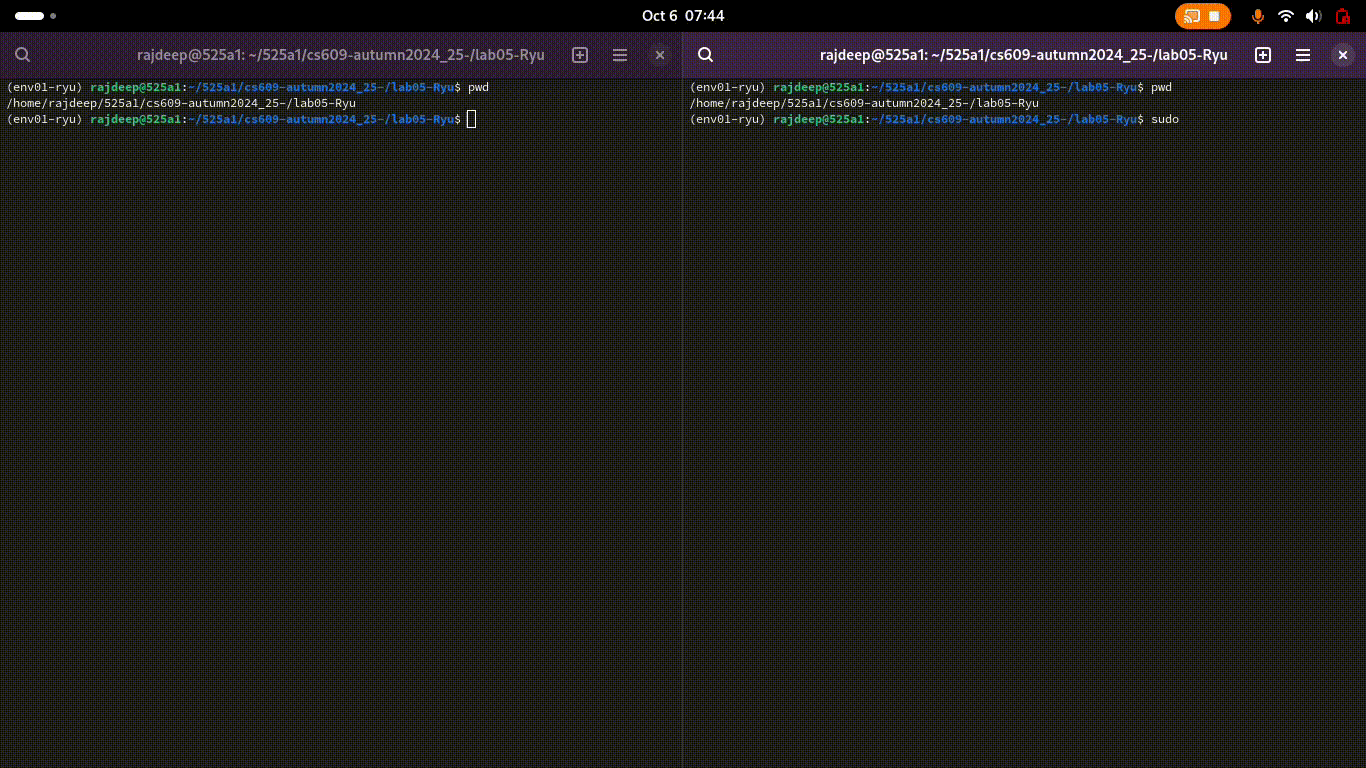 Oct 6 07:44
rajdeep@525a1: ~/525a1/cs609-autumn2024_25-/lab05-Ryu
(env01-ryu) rajdeep@525a1:~/525a1/cs609-autumn2024_25-/lab05-Ryu$ pwd
/home/rajdeep/525a1/cs609-autumn2024_25-/lab05-Ryu
(env01-ryu) rajdeep@525a1:~/525a1/cs609-autumn2024_25-/lab05-Ryu$
rajdeep@525a1: ~/525a1/cs609-autumn2024_25-/lab05-Ryu
(env01-ryu) rajdeep@525a1:~/525a1/cs609-autumn2024_25-/lab05-Ryu$ pwd
/home/rajdeep/525a1/cs609-autumn2024_25-/lab05-Ryu
(env01-ryu) rajdeep@525a1:~/525a1/cs609-autumn2024_25-/lab05-Ryu$ sudo